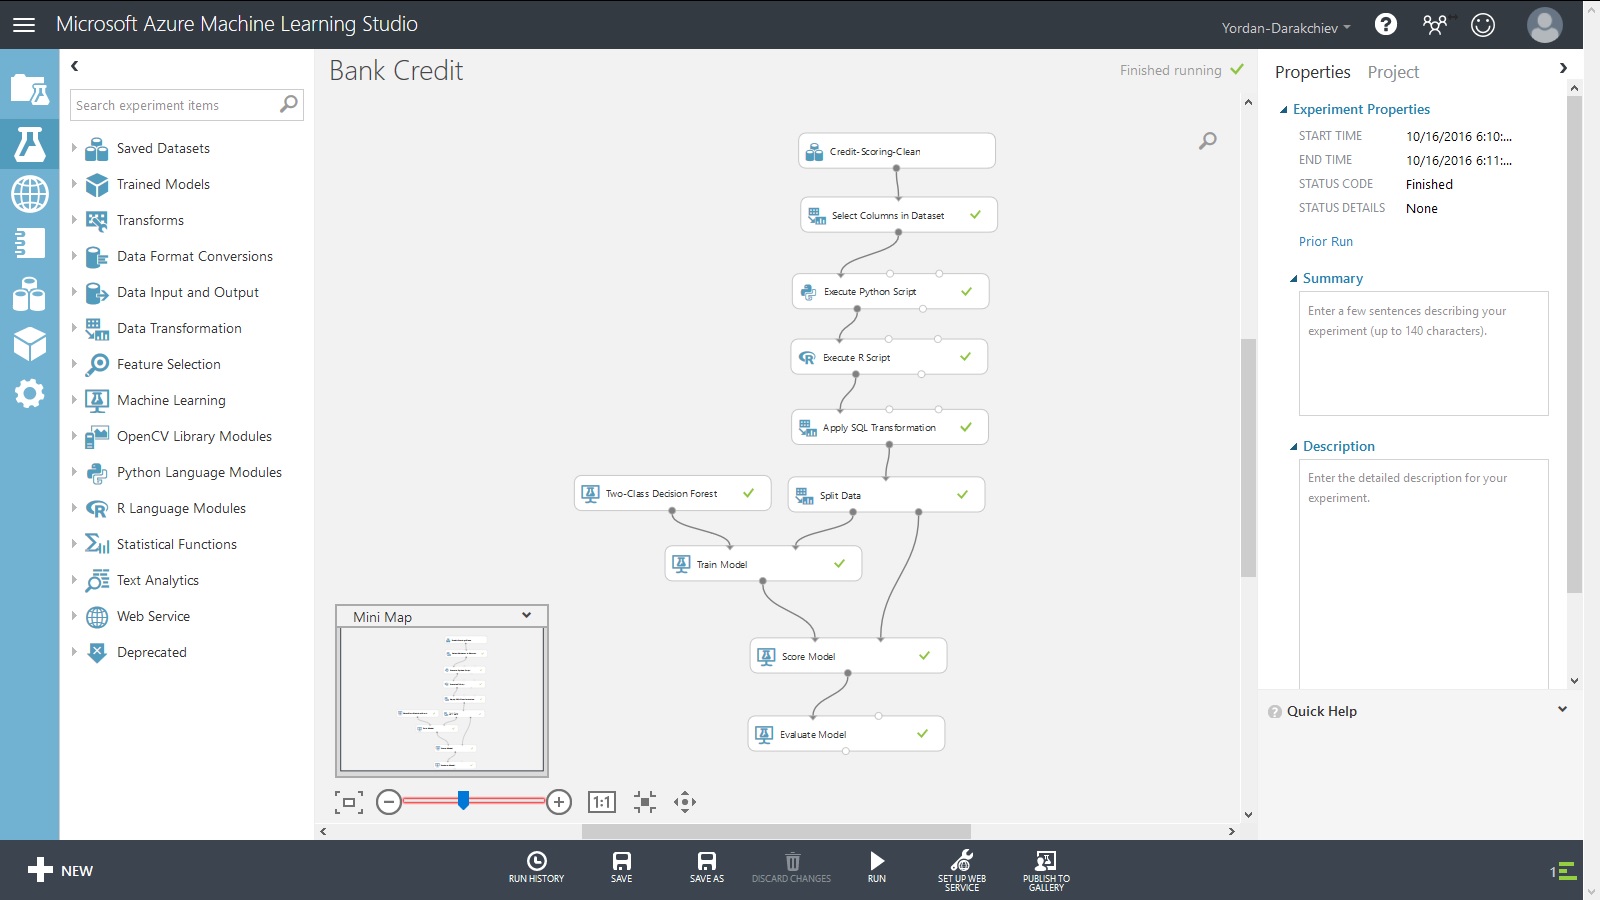 Microsoft Azure Machine Learning Studio
Yordan-Darakchiev
?
Search experiment items
Saved Datasets
Trained Models
Transforms
Data Format Conversions
Data Input and Output
Data Transformation
Feature Selection
Machine Learning
OpenCV Library Modules
Python Language Modules
R Language Modules
Statistical Functions
Text Analytics
Web Service
Deprecated
Bank Credit
Finished running
Credit-Scoring-Clean
Select Columns in Dataset
Execute Python Script
Execute R Script
Apply SQL Transformation
Two-Class Decision Forest
Split Data
Train Model
Score Model
Evaluate Model
Mini Map
1:1
Properties
Project
Experiment Properties
START TIME 10/16/2016 6:10:...
END TIME 10/16/2016 6:11:...
STATUS CODE Finished
STATUS DETAILS None
Prior Run
Summary
Enter a few sentences describing your
experiment (up to 140 characters).
Description
Enter the detailed description for your
experiment.
? Quick Help
NEW
RUN HISTORY
SAVE
SAVE AS
DISCARD CHANGES
RUN
SET UP WEB
SERVICE
PUBLISH TO
GALLERY
1